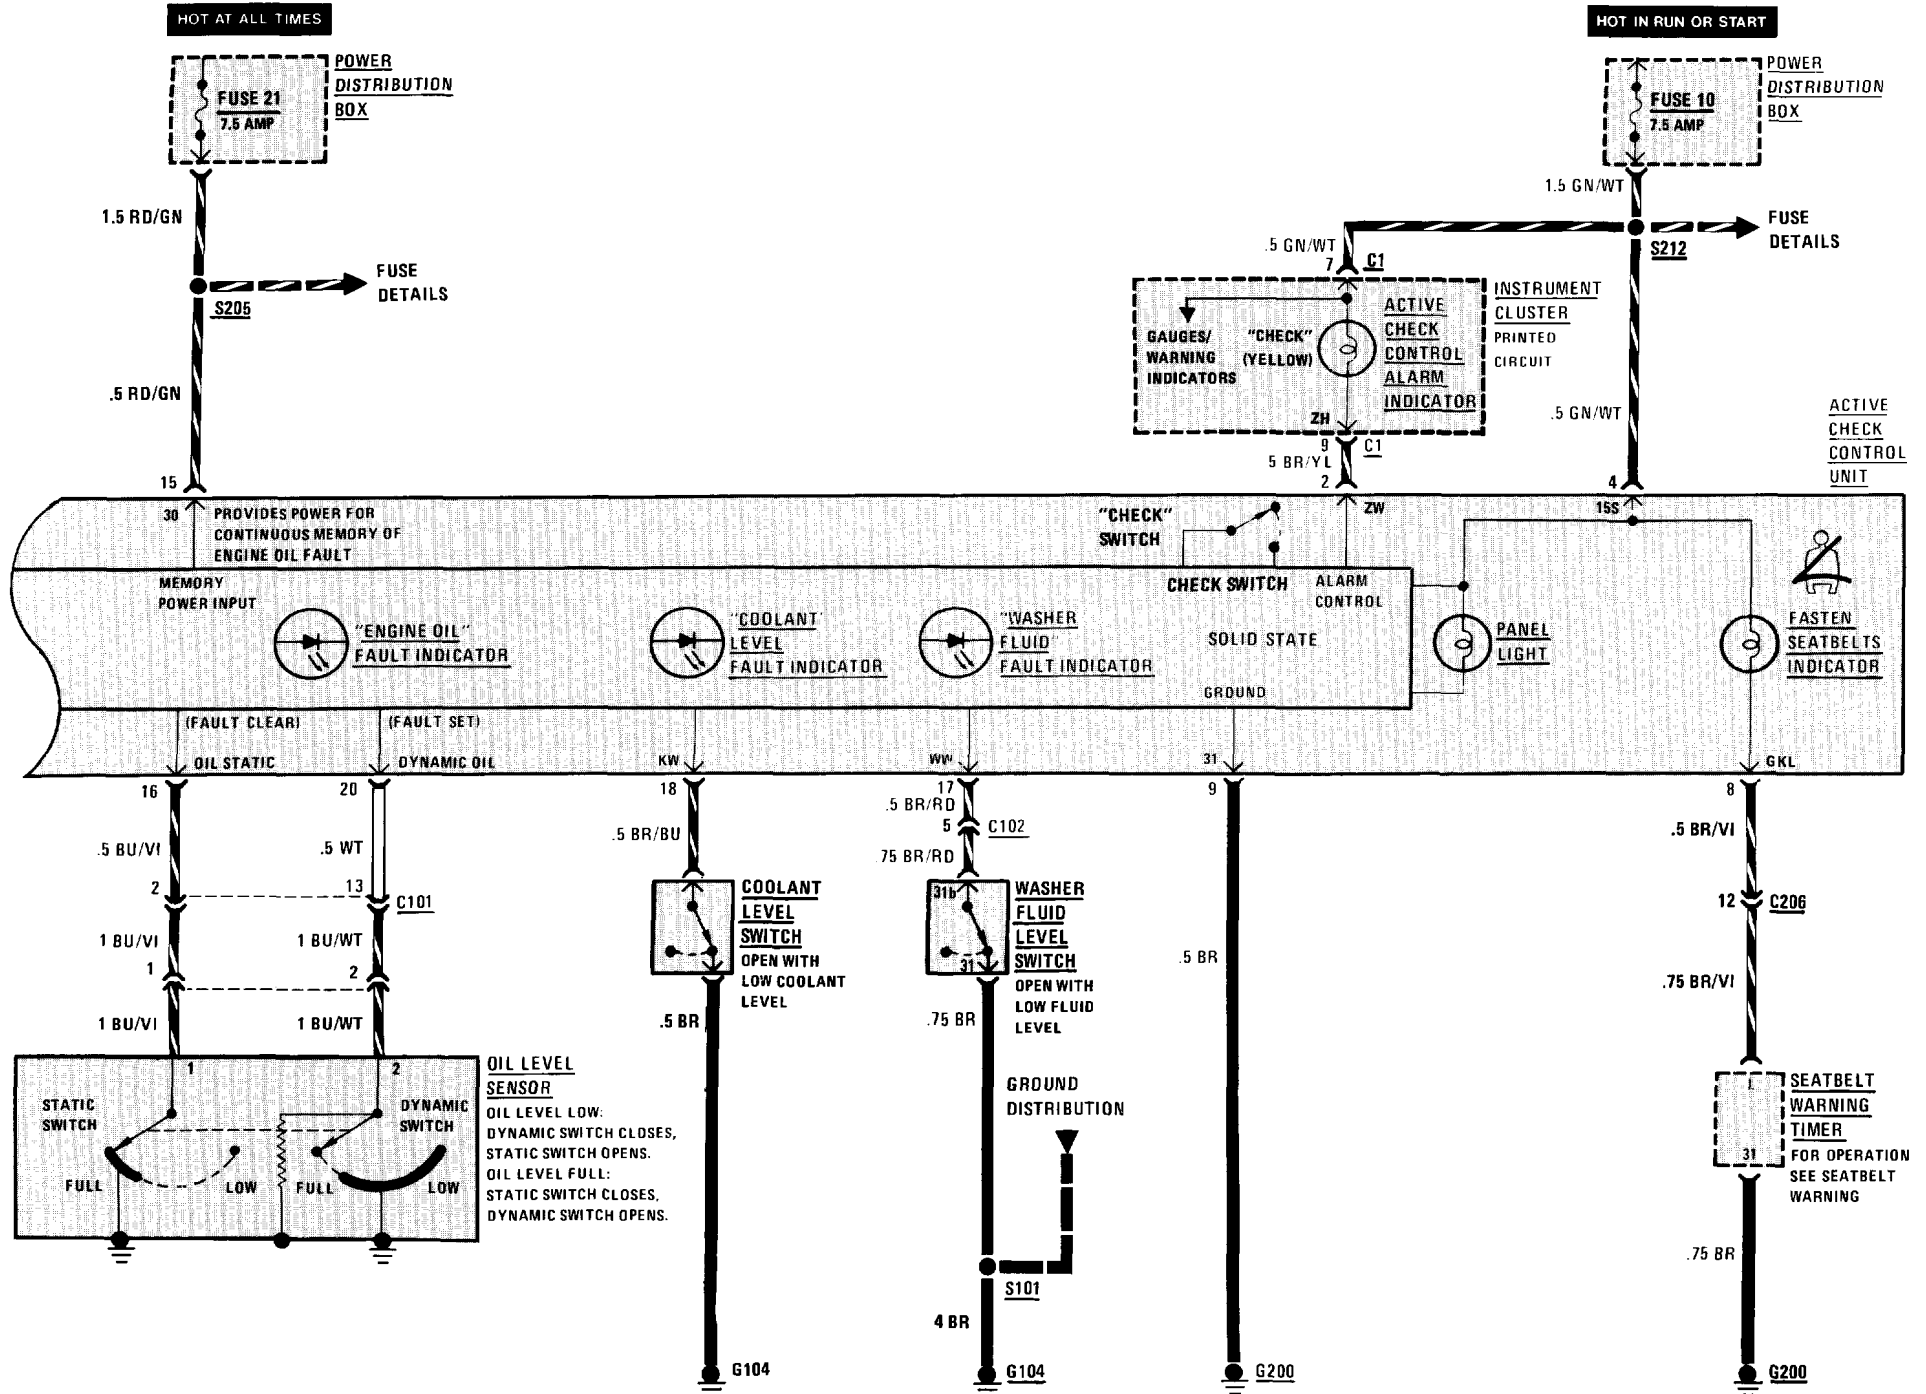 HOT AT ALL TIMES
HOT IN RUN OR START
POWER
DISTRIBUTION
BOX
FUSE 21
7.5 AMP
POWER
DISTRIBUTION
BOX
FUSE 10
7.5 AMP
1.5 RD/GN
FUSE
DETAILS
S205
.5 RD/GN
15
1.5 GN/WT
FUSE
DETAILS
S212
.5 GN/WT
7
C1
INSTRUMENT
CLUSTER
PRINTED
CIRCUIT
GAUGES/
WARNING
INDICATORS
"CHECK"
(YELLOW)
ACTIVE
CHECK
CONTROL
ALARM
INDICATOR
ZH
9
C1
5 BR/YL
2
.5 GN/WT
4
ACTIVE
CHECK
CONTROL
UNIT
30
PROVIDES POWER FOR
CONTINUOUS MEMORY OF
ENGINE OIL FAULT
"CHECK"
SWITCH
ZW
15S
MEMORY
POWER INPUT
CHECK SWITCH
ALARM
CONTROL
"ENGINE OIL"
FAULT INDICATOR
"COOLANT
LEVEL
FAULT INDICATOR
"WASHER
FLUID"
FAULT INDICATOR
SOLID STATE
GROUND
PANEL
LIGHT
FASTEN
SEATBELTS
INDICATOR
(FAULT CLEAR)
(FAULT SET)
OIL STATIC
DYNAMIC OIL
KW
WW
31
GKL
16
20
18
17
9
8
.5 BU/VI
.5 WT
.5 BR/BU
.5 BR/RD
5
C102
.75 BR/RD
.5 BR/VI
2
13
C101
12
C206
1 BU/VI
1 BU/WT
1
2
1 BU/VI
1 BU/WT
COOLANT
LEVEL
SWITCH
OPEN WITH
LOW COOLANT
LEVEL
31b
31
WASHER
FLUID
LEVEL
SWITCH
OPEN WITH
LOW FLUID
LEVEL
.5 BR
.75 BR/VI
.5 BR
.75 BR
1
2
STATIC
SWITCH
DYNAMIC
SWITCH
FULL
LOW
FULL
LOW
OIL LEVEL
SENSOR
OIL LEVEL LOW:
DYNAMIC SWITCH CLOSES,
STATIC SWITCH OPENS.
OIL LEVEL FULL:
STATIC SWITCH CLOSES,
DYNAMIC SWITCH OPENS.
GROUND
DISTRIBUTION
L
31
SEATBELT
WARNING
TIMER
FOR OPERATION
SEE SEATBELT
WARNING
.75 BR
S101
4 BR
G104
G104
G200
G200